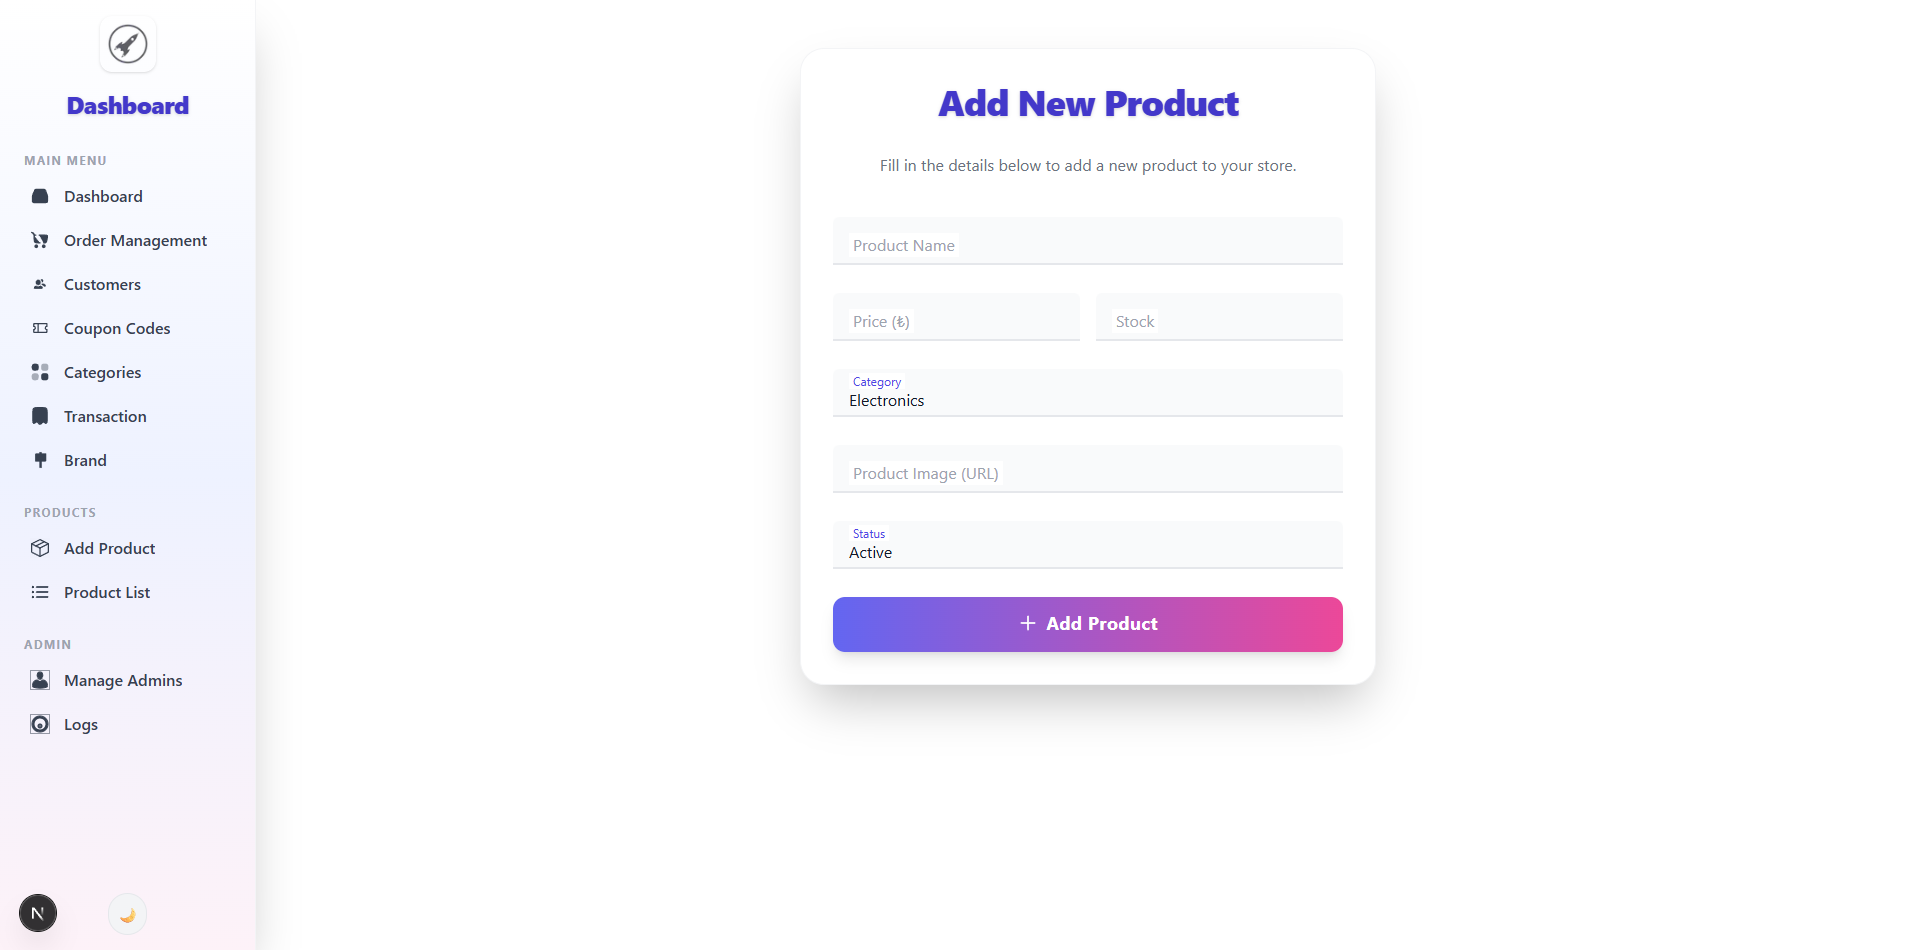 Dashboard
MAIN MENU
Dashboard
Order Management
Customers
Coupon Codes
Categories
Transaction
Brand
PRODUCTS
Add Product
Product List
ADMIN
Manage Admins
Logs
N
Add New Product
Fill in the details below to add a new product to your store.
Product Name
Price (₺)
Stock
Category
Electronics
Product Image (URL)
Status
Active
+ Add Product